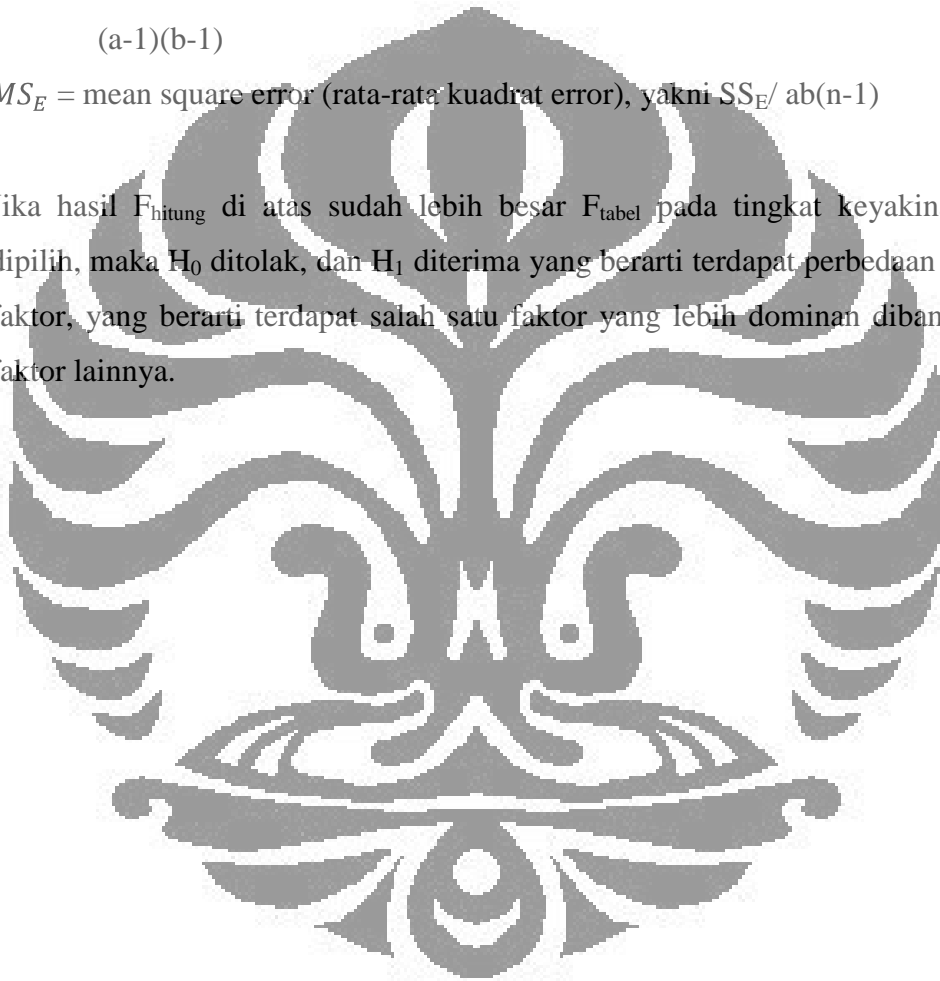 (a-1)(b-1)
MS_E = mean square error (rata-rata kuadrat error), yakni SS_E/ ab(n-1)
ika hasil F_hitung di atas sudah lebih besar F_tabel pada tingkat keyakin
dipilih, maka H_0 ditolak, dan H_1 diterima yang berarti terdapat perbedaan
faktor, yang berarti terdapat salah satu faktor yang lebih dominan diban
faktor lainnya.